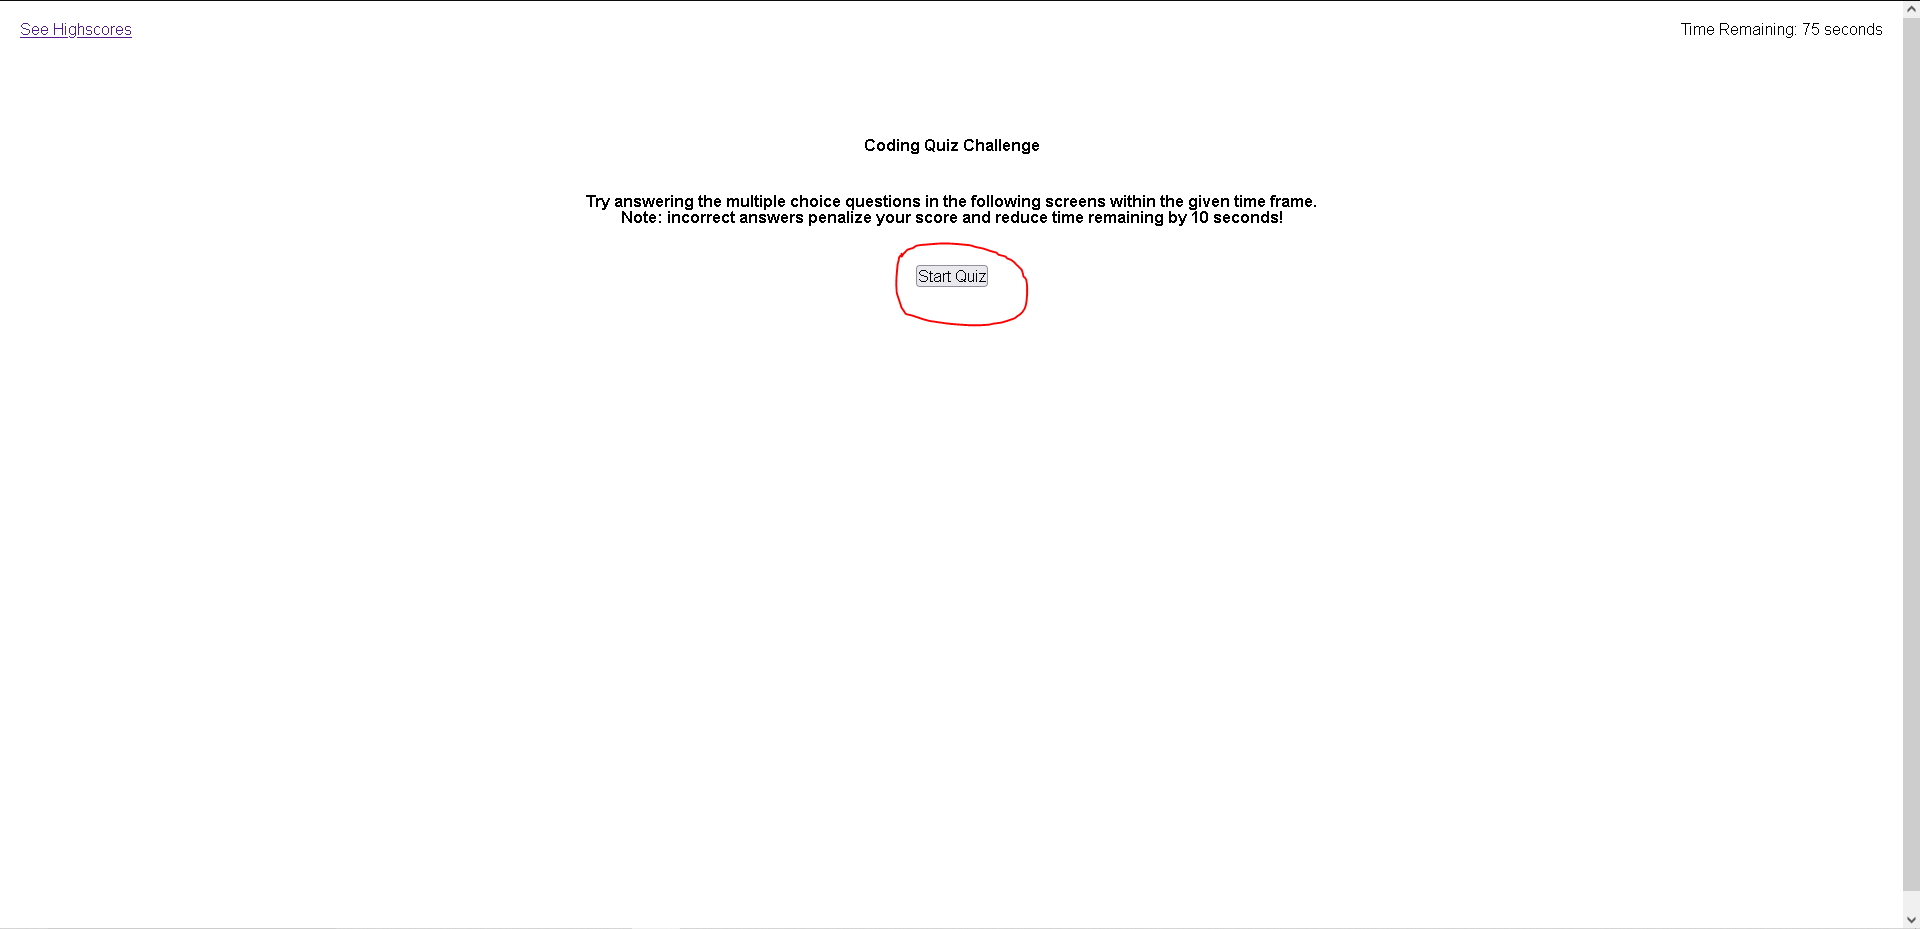 See Highscores
Time Remaining: 75 seconds
Coding Quiz Challenge
Try answering the multiple choice questions in the following screens within the given time frame.
Note: incorrect answers penalize your score and reduce time remaining by 10 seconds!
Start Quiz